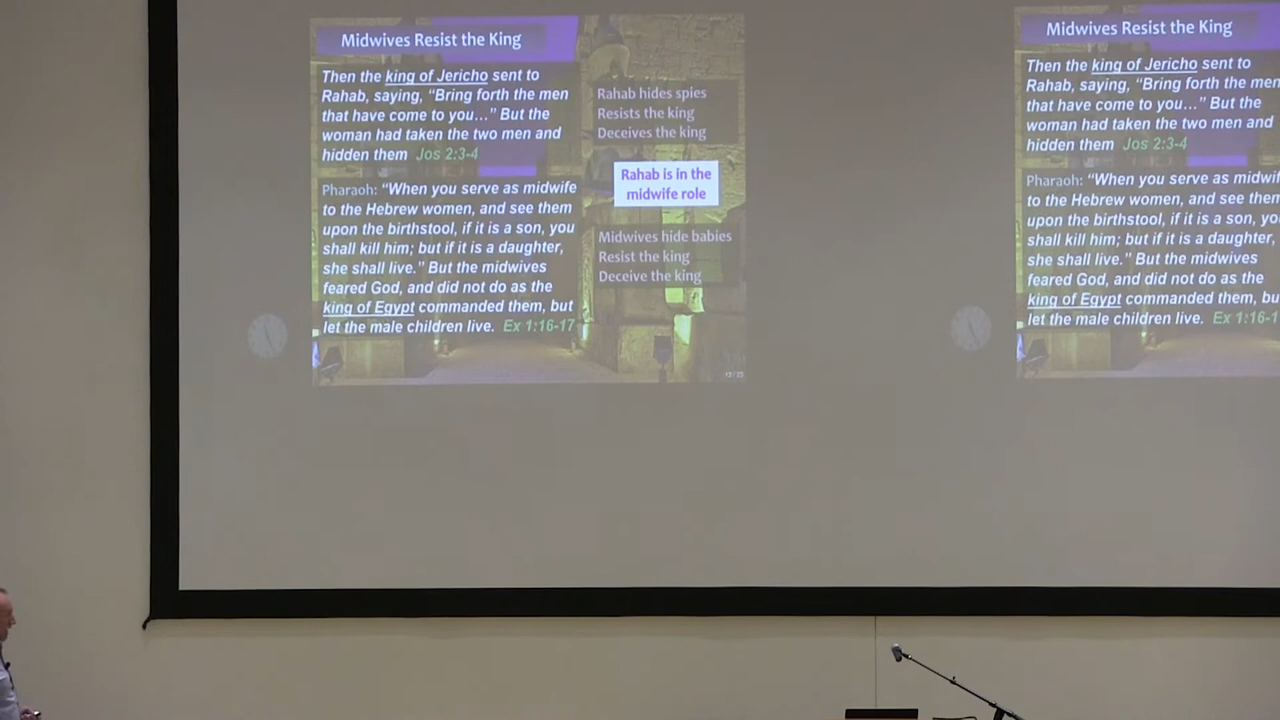 Midwives Resist the King
Then the king of Jericho sent to
Rahab, saying, “Bring forth the men
that have come to you…” But the
woman had taken the two men and
hidden them Jos 2:3-4
Pharaoh: “When you serve as midwife
to the Hebrew women, and see them
upon the birthstool, if it is a son, you
shall kill him; but if it is a daughter,
she shall live.” But the midwives
feared God, and did not do as the
king of Egypt commanded them, but
let the male children live. Ex 1:16-17
Rahab hides spies
Resists the king
Deceives the king
Rahab is in the
midwife role
Midwives hide babies
Resist the king
Deceive the king
Midwives Resist the King
Then the king of Jericho sent to
Rahab, saying, “Bring forth the men
that have come to you…” But the
woman had taken the two men and
hidden them Jos 2:3-4
Pharaoh: “When you serve as midwif
to the Hebrew women, and see them
upon the birthstool, if it is a son, you
shall kill him; but if it is a daughter,
she shall live.” But the midwives
feared God, and did not do as the
king of Egypt commanded them, but
let the male children live. Ex 1:16-1